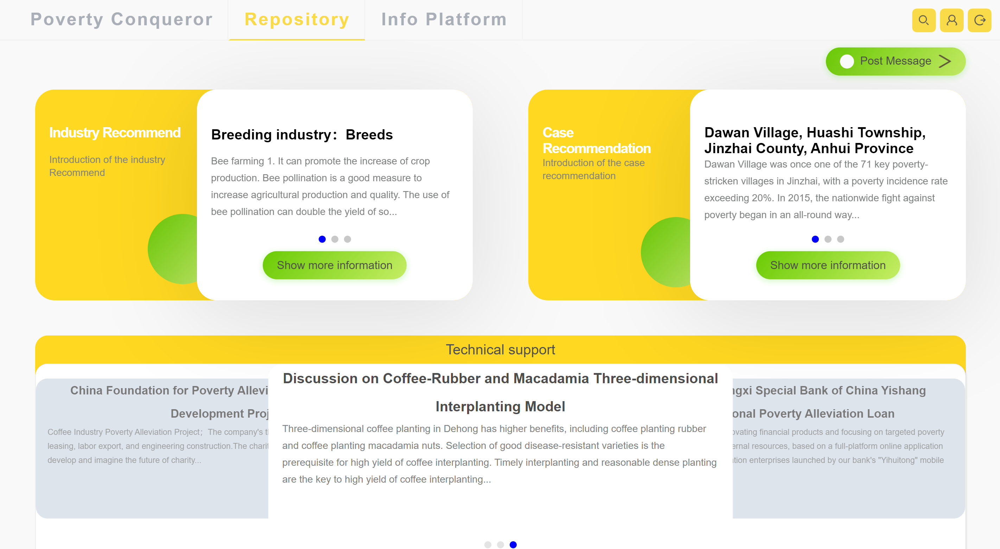 Poverty Conqueror
Repository
Info Platform
Post Message
Industry Recommend
Introduction of the industry
Recommend
Breeding industry：Breeds
Bee farming 1. It can promote the increase of crop
production. Bee pollination is a good measure to
increase agricultural production and quality. The use of
bee pollination can double the yield of so...
Show more information
Case
Recommendation
Introduction of the case
recommendation
Dawan Village, Huashi Township,
Jinzhai County, Anhui Province
Dawan Village was once one of the 71 key poverty-
stricken villages in Jinzhai, with a poverty incidence rate
exceeding 20%. In 2015, the nationwide fight against
poverty began in an all-round way...
Show more information
Technical support
China Foundation for Poverty Allevi
Development Proj
Coffee Industry Poverty Alleviation Project；The company's t
leasing, labor export, and engineering construction.The charit
develop and imagine the future of charity...
Discussion on Coffee-Rubber and Macadamia Three-dimensional
Interplanting Model
Three-dimensional coffee planting in Dehong has higher benefits, including coffee planting rubber
and coffee planting macadamia nuts. Selection of good disease-resistant varieties is the
prerequisite for high yield of coffee interplanting. Timely interplanting and reasonable dense planting
are the key to high yield of coffee interplanting...
ngxi Special Bank of China Yishang
onal Poverty Alleviation Loan
ovating financial products and focusing on targeted poverty
ernal resources, based on a full-platform online application
tion enterprises launched by our bank's "Yihuitong" mobile